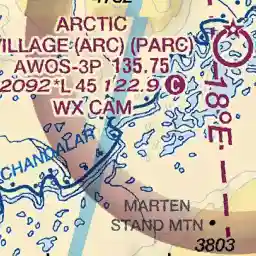 ARCTIC
VILLAGE (ARC) (PARC)
AWOS-3P 135.75
2092 *L 45 122.9 C
WX CAM
18°E
CHANDALAR
MARTEN
STAND MTN
3803